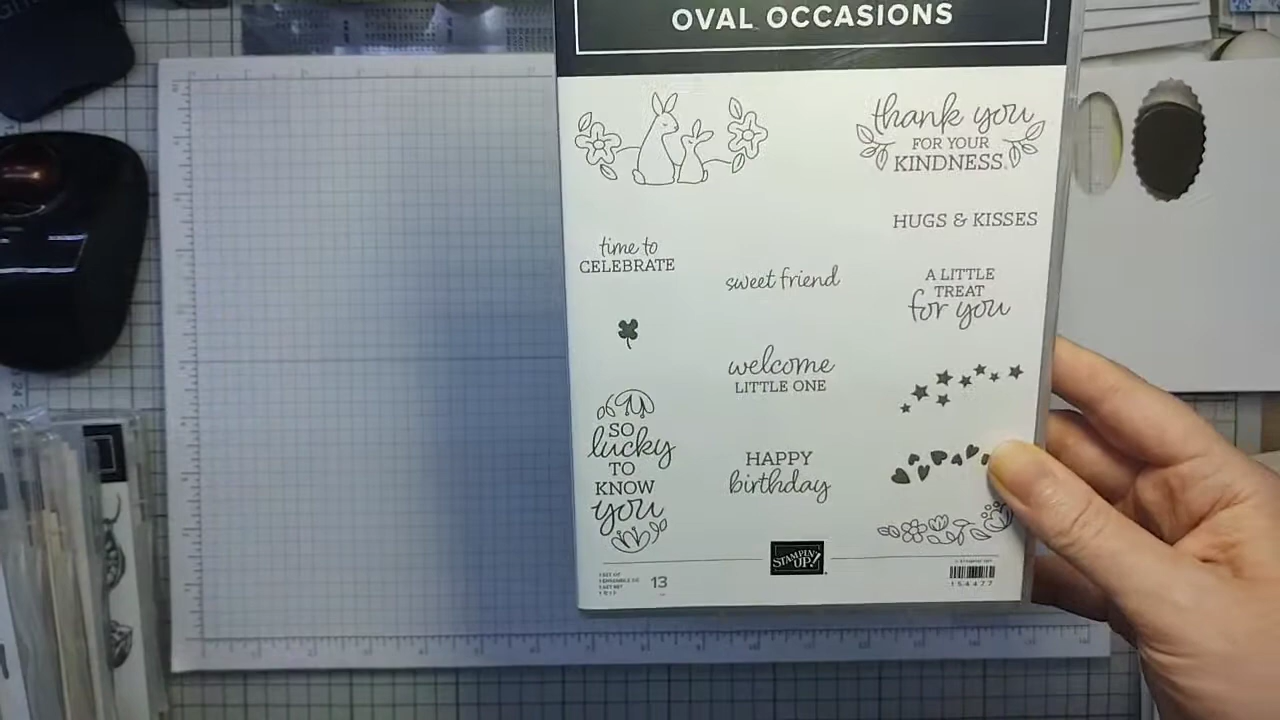 OVAL OCCASIONS
thank you
FOR YOUR
KINDNESS
HUGS & KISSES
time to
CELEBRATE
sweet friend
A LITTLE
TREAT
for you
welcome
LITTLE ONE
SO
lucky
TO
KNOW
you
HAPPY
birthday
STAMPIN' UP!
13
154477